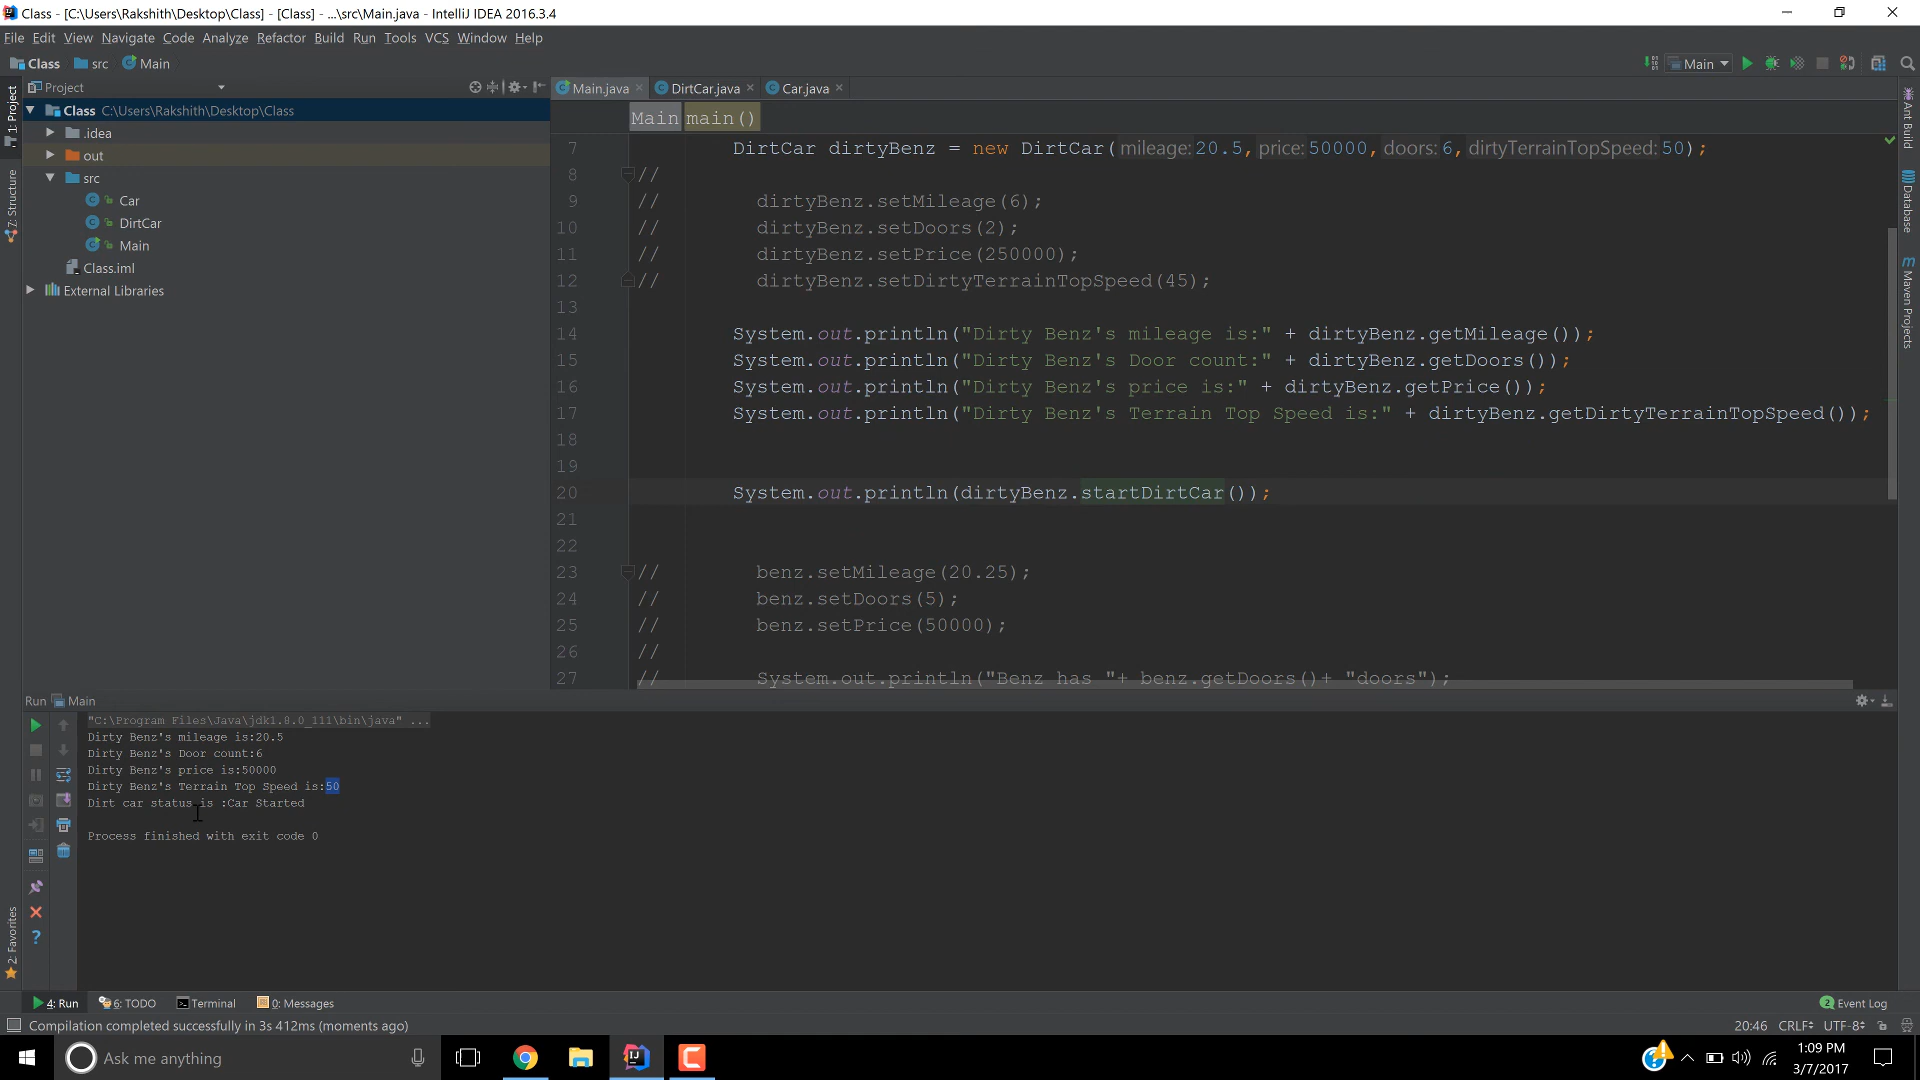 Class - [C:\Users\Rakshith\Desktop\Class] - [Class] - ...\src\Main.java - IntelliJ IDEA 2016.3.4
File Edit View Navigate Code Analyze Refactor Build Run Tools VCS Window Help
Class src Main
Main
Project
Main.java DirtCar.java Car.java
1: Project
Class C:\Users\Rakshith\Desktop\Class
.idea
out
src
Car
DirtCar
Main
Class.iml
External Libraries
Z: Structure
2: Favorites
Ant Build
Database
Maven Projects
Main main()
7 DirtCar dirtyBenz = new DirtCar( mileage: 20.5, price: 50000, doors: 6, dirtyTerrainTopSpeed: 50);
8 //
9 // dirtyBenz.setMileage(6);
10 // dirtyBenz.setDoors(2);
11 // dirtyBenz.setPrice(250000);
12 // dirtyBenz.setDirtyTerrainTopSpeed(45);
13
14 System.out.println("Dirty Benz's mileage is:" + dirtyBenz.getMileage());
15 System.out.println("Dirty Benz's Door count:" + dirtyBenz.getDoors());
16 System.out.println("Dirty Benz's price is:" + dirtyBenz.getPrice());
17 System.out.println("Dirty Benz's Terrain Top Speed is:" + dirtyBenz.getDirtyTerrainTopSpeed());
18
19
20 System.out.println(dirtyBenz.startDirtCar());
21
22
23 // benz.setMileage(20.25);
24 // benz.setDoors(5);
25 // benz.setPrice(50000);
26 //
27 // System.out.println("Benz has "+ benz.getDoors()+ "doors");
Run Main
"C:\Program Files\Java\jdk1.8.0_111\bin\java" ...
Dirty Benz's mileage is:20.5
Dirty Benz's Door count:6
Dirty Benz's price is:50000
Dirty Benz's Terrain Top Speed is:50
Dirt car status is :Car Started
Process finished with exit code 0
4: Run 6: TODO Terminal 0: Messages
2 Event Log
Compilation completed successfully in 3s 412ms (moments ago)
20:46 CRLF UTF-8
Ask me anything
1:09 PM
3/7/2017